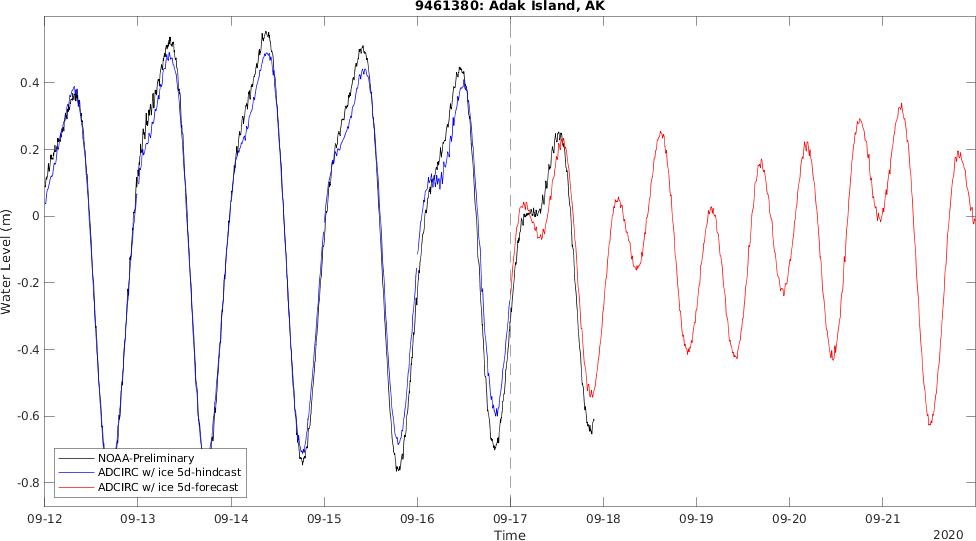 9461380: Adak Island, AK
Water Level (m)
0.4
0.2
0
-0.2
-0.4
-0.6
-0.8
NOAA-Preliminary
ADCIRC w/ ice 5d-hindcast
ADCIRC w/ ice 5d-forecast
09-12 09-13 09-14 09-15 09-16 09-17 09-18 09-19 09-20 09-21
Time
2020